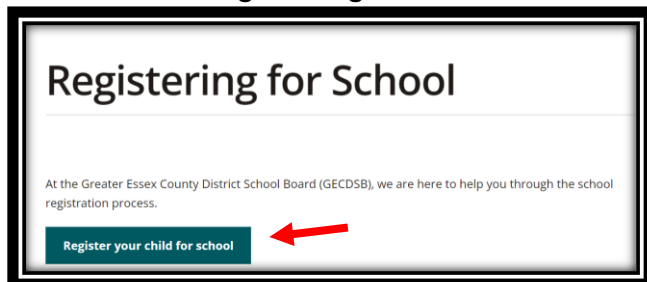 Registering for School
At the Greater Essex County District School Board (GECDSB), we are here to help you through the school
registration process.
Register your child for school